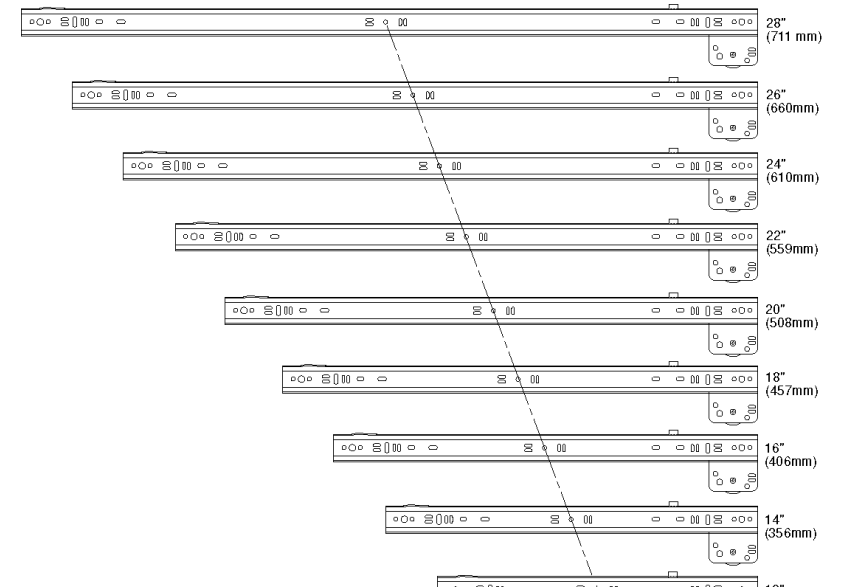 28"
(711 mm)
26"
(660mm)
24"
(610mm)
22"
(559mm)
20"
(508mm)
18"
(457mm)
16"
(406mm)
14"
(356mm)